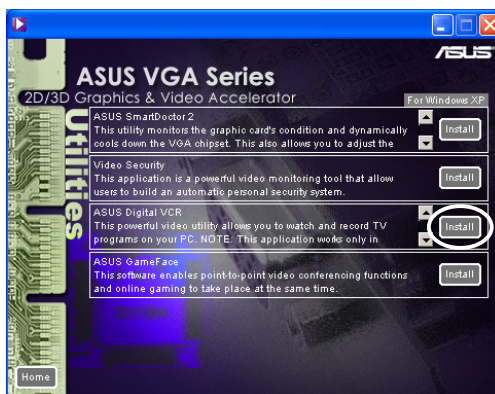 ASUS
ASUS VGA Series
2D/3D Graphics & Video Accelerator
For Windows XP
Utilities
ASUS SmartDoctor 2
This utility monitors the graphic card's condition and dynamically
cools down the VGA chipset. This also allows you to adjust the
Install
Video Security
This application is a powerful video monitoring tool that allow
users to build an automatic personal security system.
Install
ASUS Digital VCR
This powerful video utility allows you to watch and record TV
programs on your PC. NOTE: This application works only in
Install
ASUS GameFace
This software enables point-to-point video conferencing functions
and online gaming to take place at the same time.
Install
Home